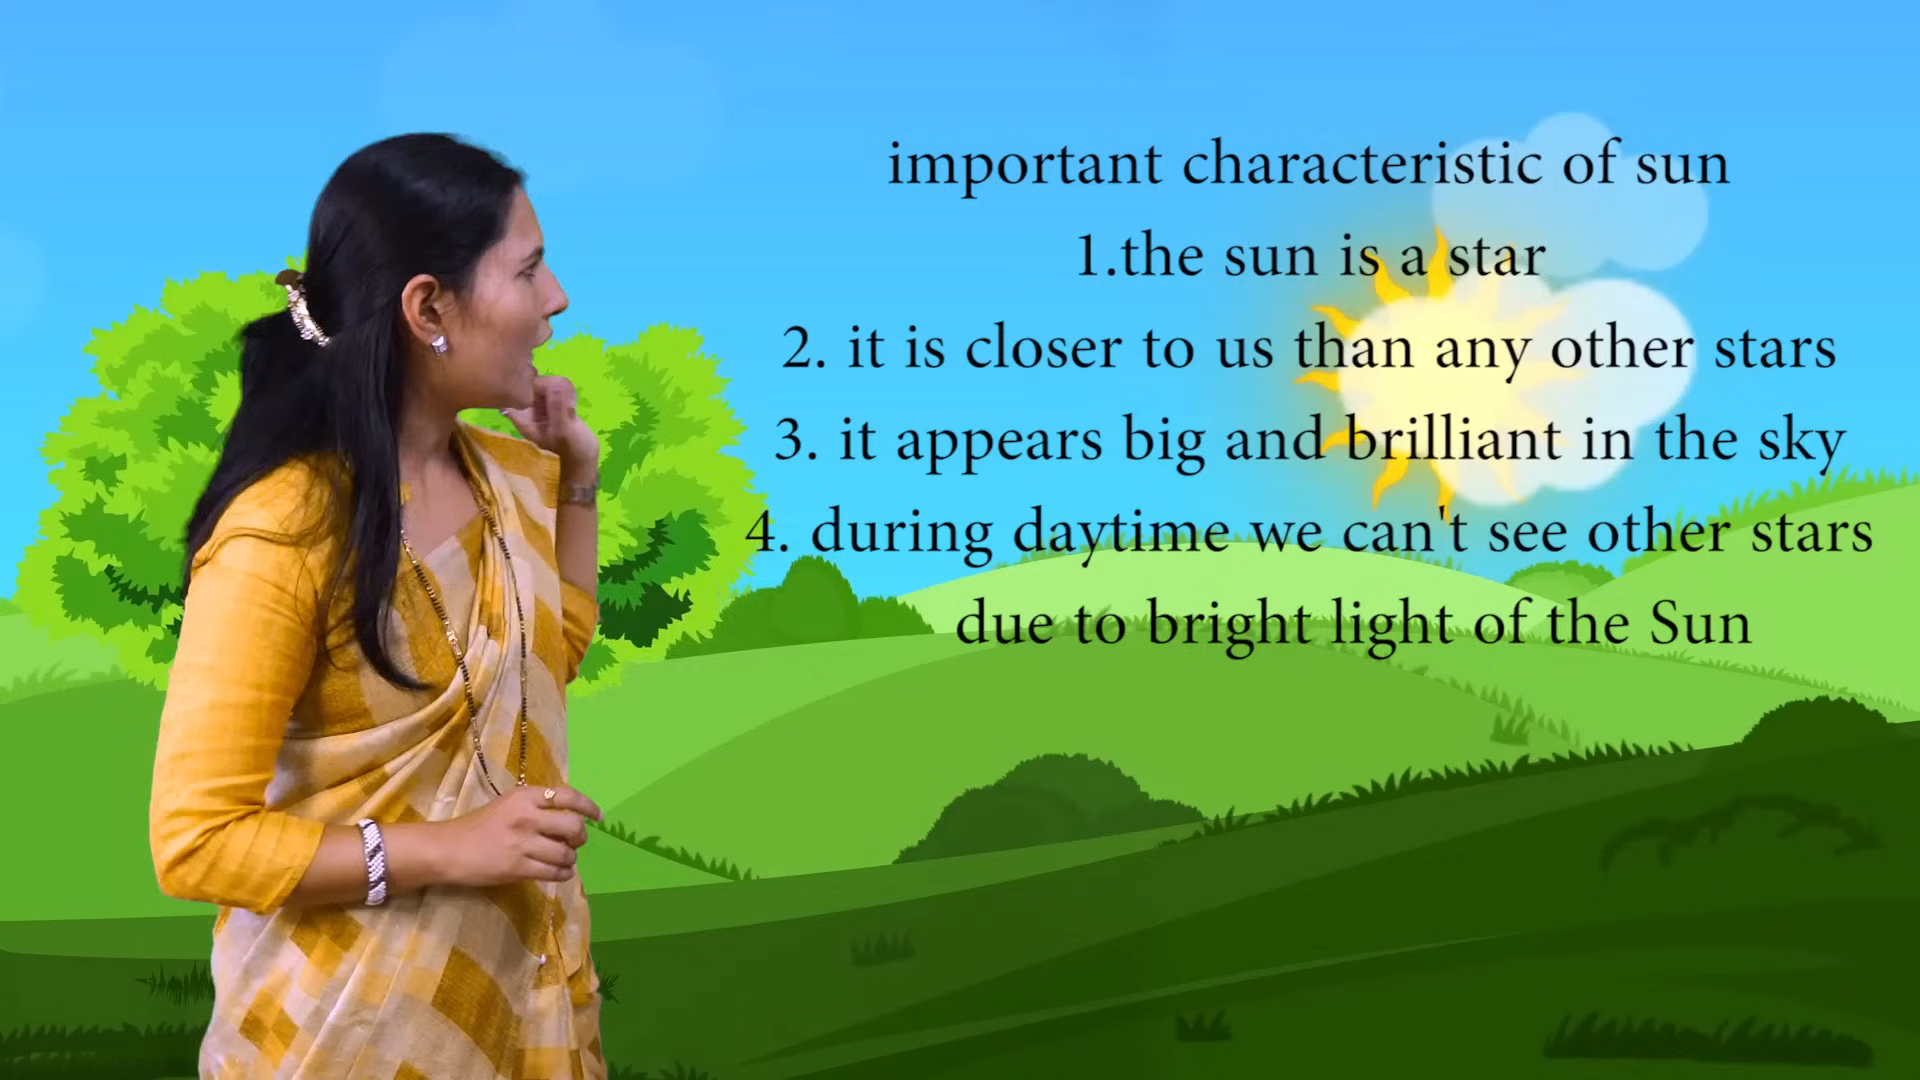 important characteristic of sun
1.the sun is a star
2. it is closer to us than any other stars
3. it appears big and brilliant in the sky
4. during daytime we can't see other stars
due to bright light of the Sun